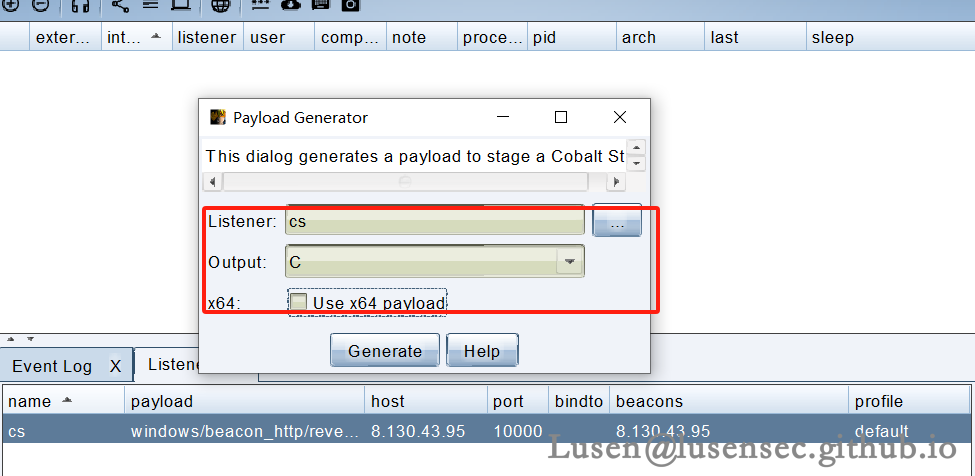 exter... int... listener user comp... note proce... pid arch last sleep
Payload Generator
This dialog generates a payload to stage a Cobalt St
Listener: cs ...
Output: C
x64: Use x64 payload
Generate Help
Event Log X Listene
name payload host port bindto beacons profile
cs windows/beacon_http/reve... 8.130.43.95 10000 8.130.43.95 default
Lusen@lusensec.github.io